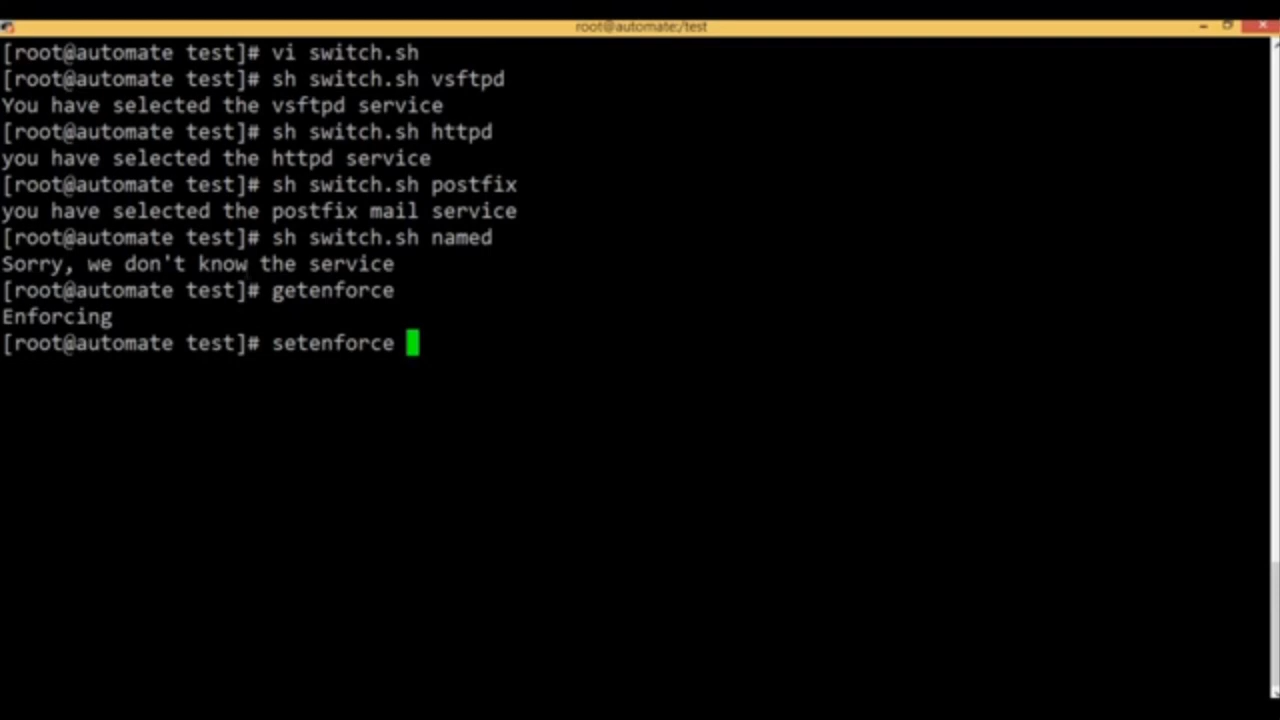 root@automate:/test
[root@automate test]# vi switch.sh
[root@automate test]# sh switch.sh vsftpd
You have selected the vsftpd service
[root@automate test]# sh switch.sh httpd
you have selected the httpd service
[root@automate test]# sh switch.sh postfix
you have selected the postfix mail service
[root@automate test]# sh switch.sh named
Sorry, we don't know the service
[root@automate test]# getenforce
Enforcing
[root@automate test]# setenforce